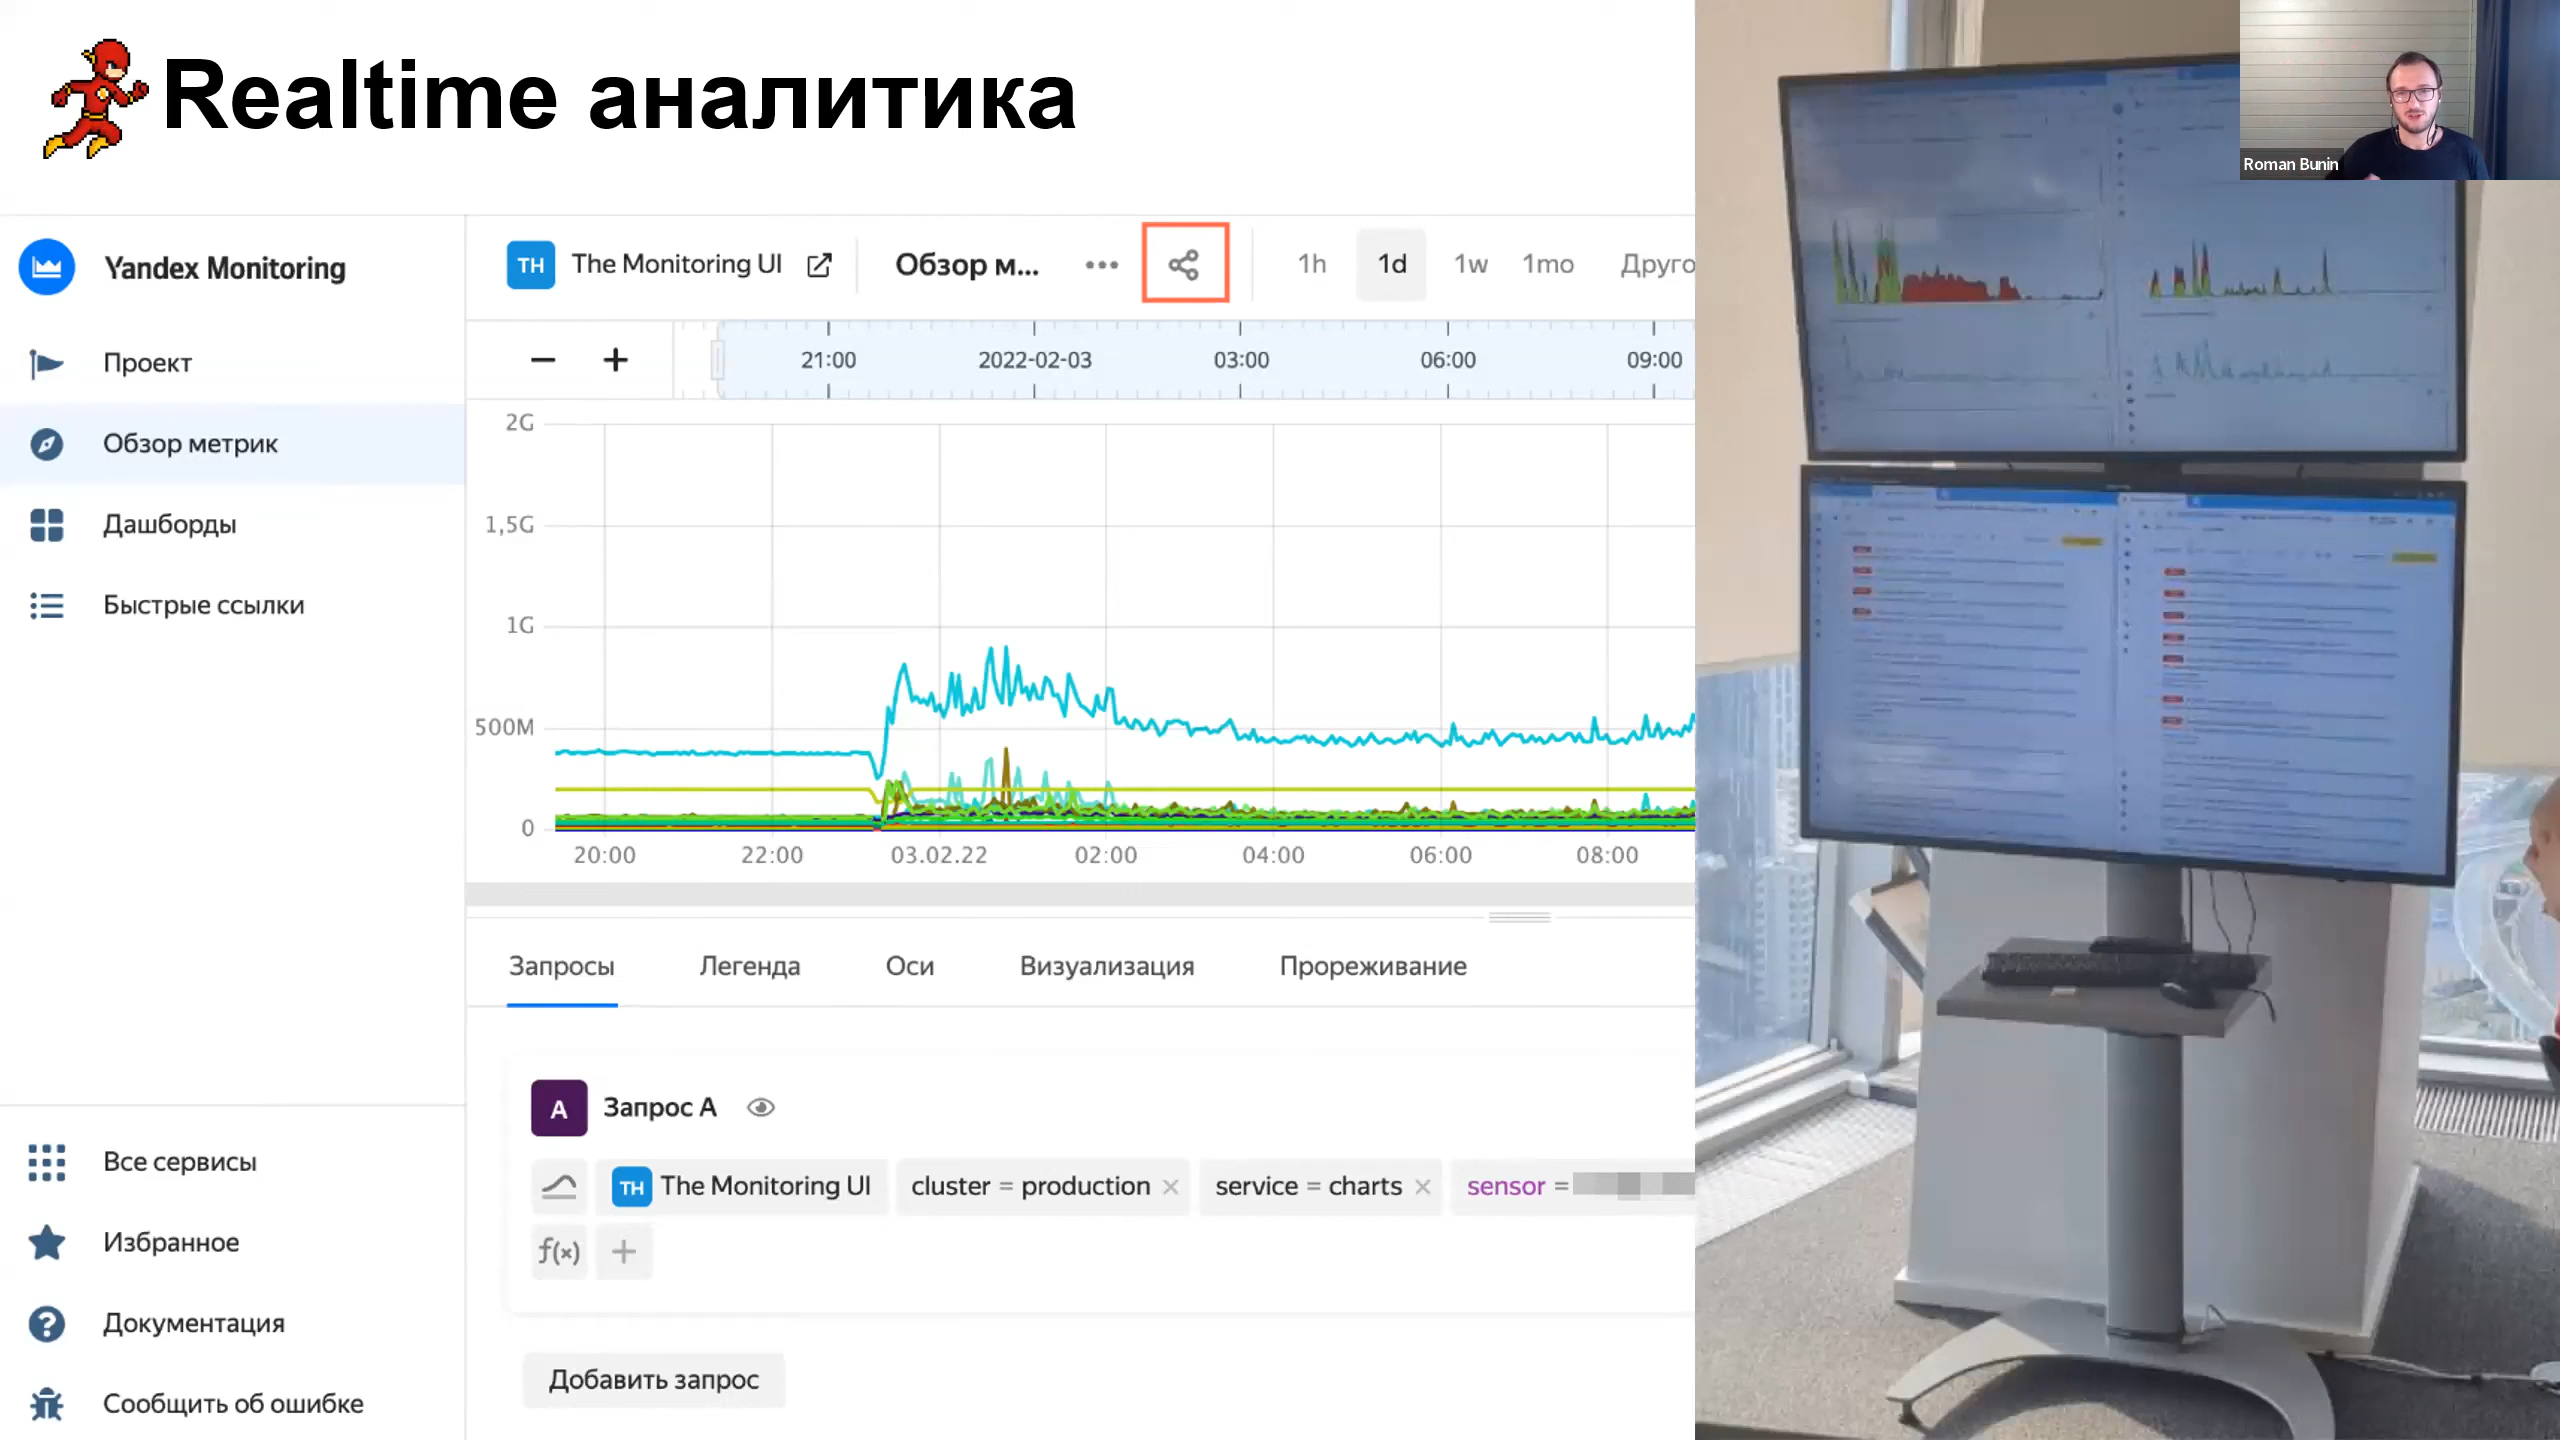 Realtime аналитика
Roman Bunin
Yandex Monitoring
Проект
Обзор метрик
Дашборды
Быстрые ссылки
Все сервисы
Избранное
Документация
Сообщить об ошибке
TH The Monitoring UI Обзор м... 1h 1d 1w 1mo Друго
21:00 2022-02-03 03:00 06:00 09:00
2G
1,5G
1G
500M
0
20:00 22:00 03.02.22 02:00 04:00 06:00 08:00
Запросы Легенда Оси Визуализация Прореживание
A Запрос A
TH The Monitoring UI cluster = production × service = charts × sensor =
f(x) +
Добавить запрос